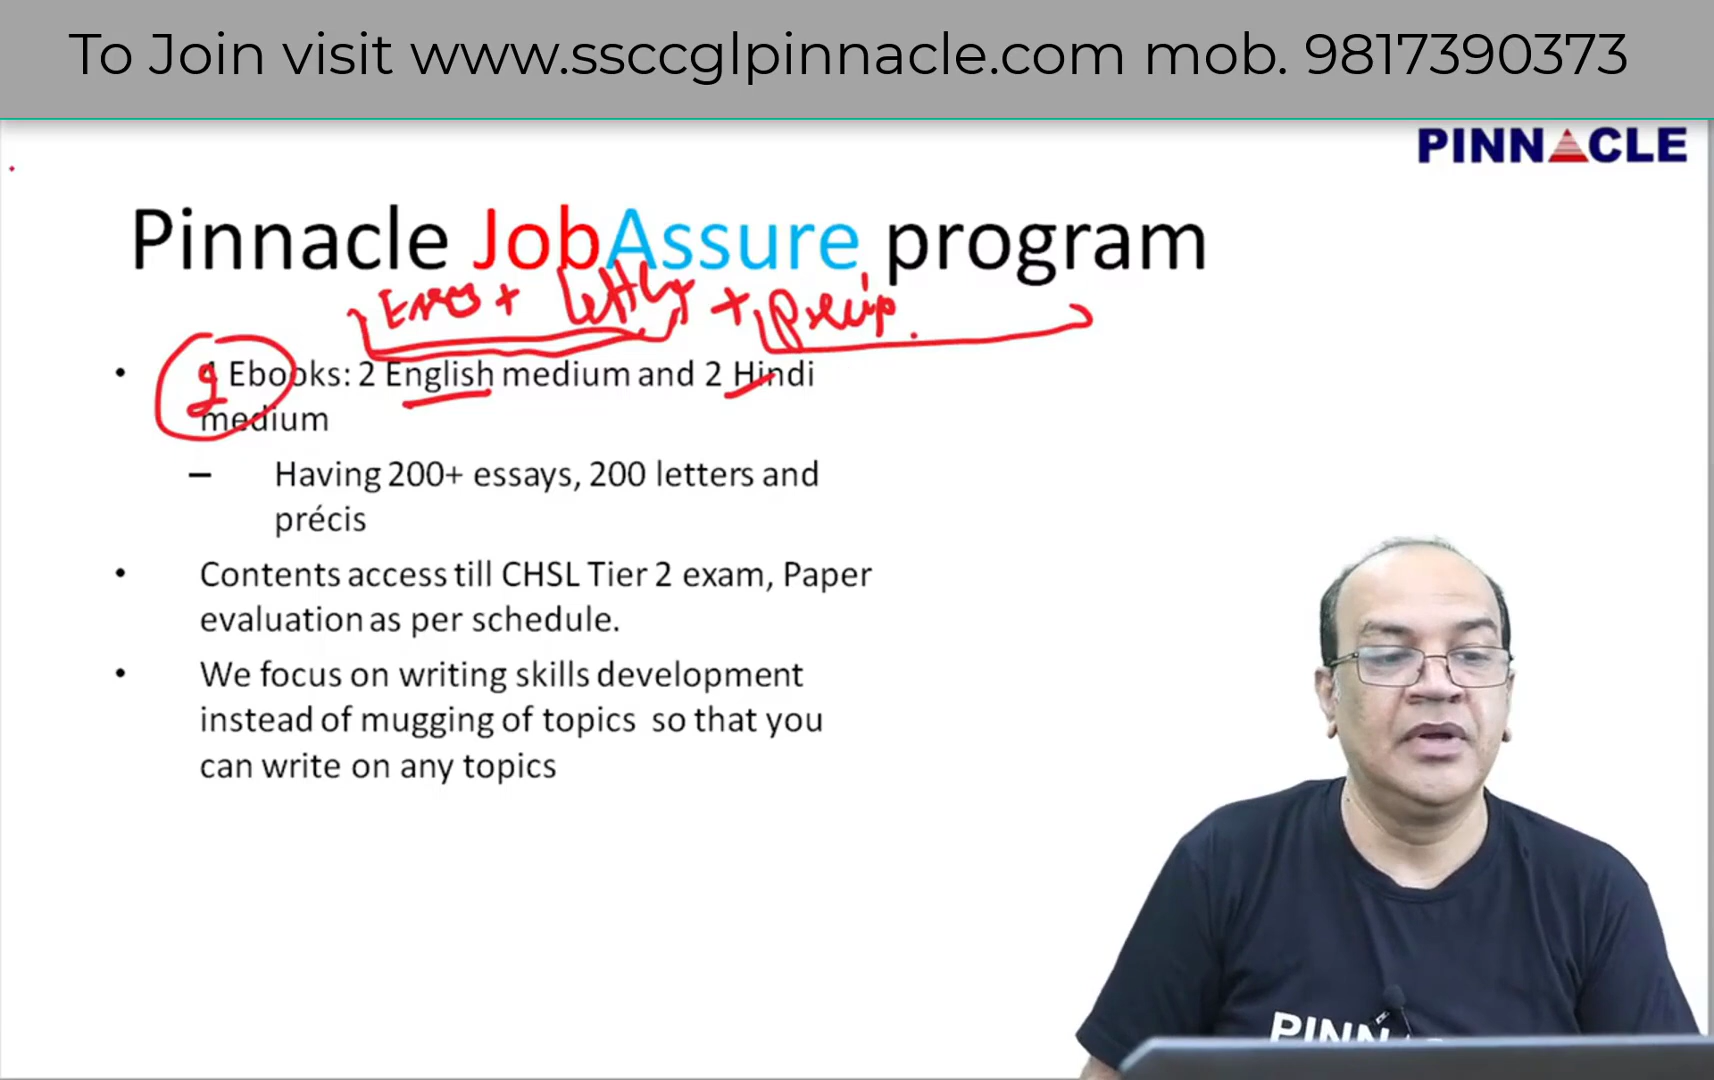 To Join visit www.ssccglpinnacle.com mob. 9817390373
PINNACLE
Pinnacle JobAssure program
+ letter + Precis.
• Ebooks: 2 English medium and 2 Hindi
medium
– Having 200+ essays, 200 letters and
précis
• Contents access till CHSL Tier 2 exam, Paper
evaluation as per schedule.
• We focus on writing skills development
instead of mugging of topics so that you
can write on any topics
PINN